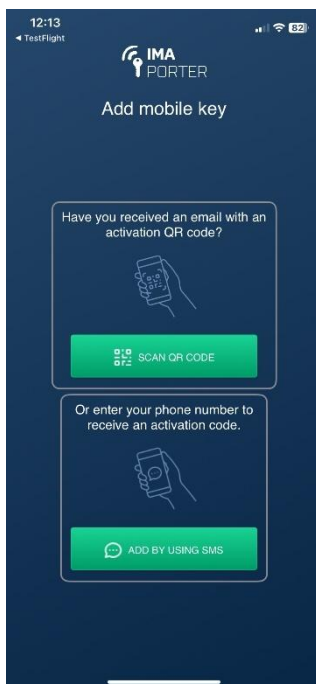 12:13
82
◄ TestFlight
IMA
PORTER
Add mobile key
Have you received an email with an
activation QR code?
SCAN QR CODE
Or enter your phone number to
receive an activation code.
ADD BY USING SMS